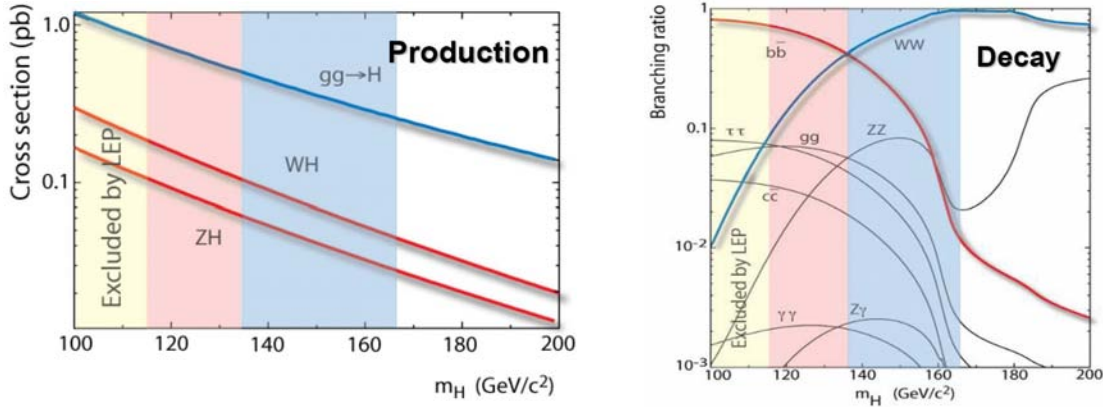 Cross section (pb)
1.0
0.1
Production
gg→H
WH
ZH
Excluded by LEP
100 120 140 160 180 200
m_H (GeV/c²)
Branching ratio
1
0.1
10⁻²
10⁻³
Decay
bb̄
WW
ττ
gg
ZZ
cc̄
γγ
Zγ
Excluded by LEP
100 120 140 160 180 200
m_H (GeV/c²)